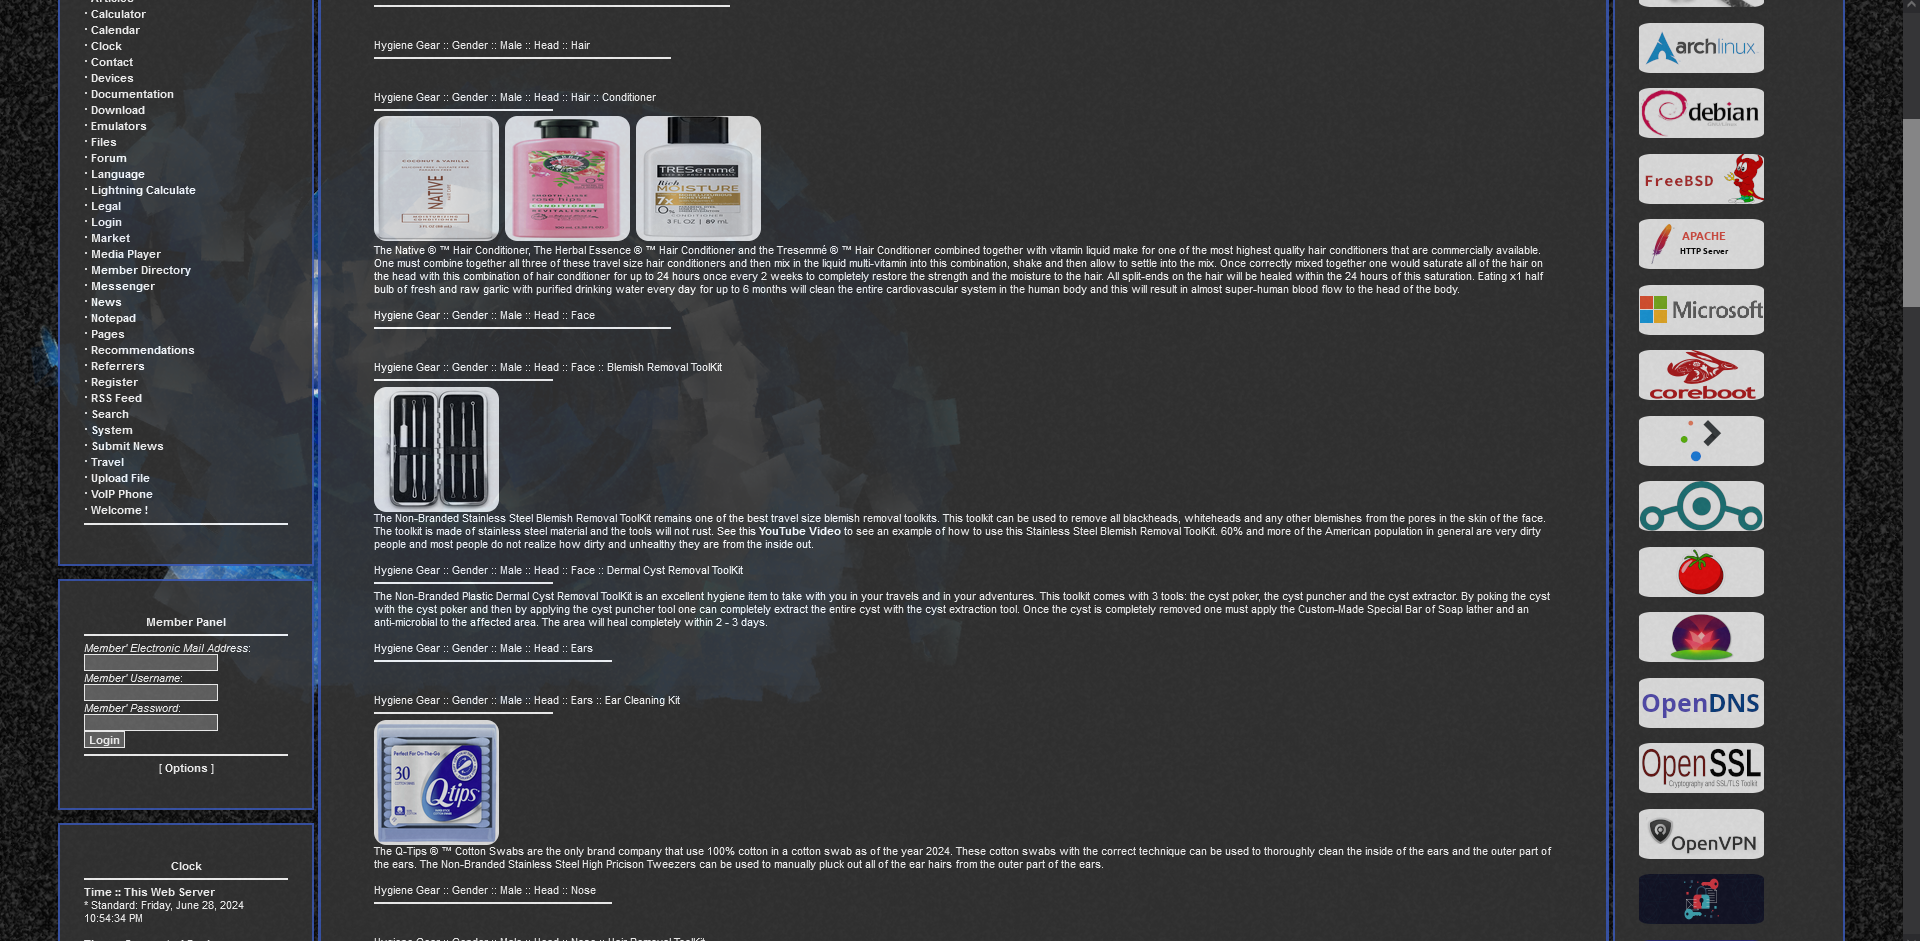 · Calculator
· Calendar
· Clock
· Contact
· Devices
· Documentation
· Download
· Emulators
· Files
· Forum
· Language
· Lightning Calculate
· Legal
· Login
· Market
· Media Player
· Member Directory
· Messenger
· News
· Notepad
· Pages
· Recommendations
· Referrers
· Register
· RSS Feed
· Search
· System
· Submit News
· Travel
· Upload File
· VoIP Phone
· Welcome !
Member Panel
Member' Electronic Mail Address:
Member' Username:
Member' Password:
Login
[ Options ]
Clock
Time :: This Web Server
* Standard: Friday, June 28, 2024
10:54:34 PM
Hygiene Gear :: Gender :: Male :: Head :: Hair
Hygiene Gear :: Gender :: Male :: Head :: Hair :: Conditioner
COCONUT & VANILLA
NATIVE
rose hips
CONDITIONER
REVITALISANT
TRESemmé
Rich
MOISTURE
7x
CONDITIONER
3 FL OZ | 89 mL
The Native ® ™ Hair Conditioner, The Herbal Essence ® ™ Hair Conditioner and the Tresemmé ® ™ Hair Conditioner combined together with vitamin liquid make for one of the most highest quality hair conditioners that are commercially available.
One must combine together all three of these travel size hair conditioners and then mix in the liquid multi-vitamin into this combination, shake and then allow to settle into the mix. Once correctly mixed together one would saturate all of the hair on
the head with this combination of hair conditioner for up to 24 hours once every 2 weeks to completely restore the strength and the moisture to the hair. All split-ends on the hair will be healed within the 24 hours of this saturation. Eating x1 half
bulb of fresh and raw garlic with purified drinking water every day for up to 6 months will clean the entire cardiovascular system in the human body and this will result in almost super-human blood flow to the head of the body.
Hygiene Gear :: Gender :: Male :: Head :: Face
Hygiene Gear :: Gender :: Male :: Head :: Face :: Blemish Removal ToolKit
The Non-Branded Stainless Steel Blemish Removal ToolKit remains one of the best travel size blemish removal toolkits. This toolkit can be used to remove all blackheads, whiteheads and any other blemishes from the pores in the skin of the face.
The toolkit is made of stainless steel material and the tools will not rust. See this YouTube Video to see an example of how to use this Stainless Steel Blemish Removal ToolKit. 60% and more of the American population in general are very dirty
people and most people do not realize how dirty and unhealthy they are from the inside out.
Hygiene Gear :: Gender :: Male :: Head :: Face :: Dermal Cyst Removal ToolKit
The Non-Branded Plastic Dermal Cyst Removal ToolKit is an excellent hygiene item to take with you in your travels and in your adventures. This toolkit comes with 3 tools: the cyst poker, the cyst puncher and the cyst extractor. By poking the cyst
with the cyst poker and then by applying the cyst puncher tool one can completely extract the entire cyst with the cyst extraction tool. Once the cyst is completely removed one must apply the Custom-Made Special Bar of Soap lather and an
anti-microbial to the affected area. The area will heal completely within 2 - 3 days.
Hygiene Gear :: Gender :: Male :: Head :: Ears
Hygiene Gear :: Gender :: Male :: Head :: Ears :: Ear Cleaning Kit
Perfect For On-The-Go
30
Q-tips
The Q-Tips ® ™ Cotton Swabs are the only brand company that use 100% cotton in a cotton swab as of the year 2024. These cotton swabs with the correct technique can be used to thoroughly clean the inside of the ears and the outer part of
the ears. The Non-Branded Stainless Steel High Pricison Tweezers can be used to manually pluck out all of the ear hairs from the outer part of the ears.
Hygiene Gear :: Gender :: Male :: Head :: Nose
Hygiene Gear :: Gender :: Male :: Head :: Nose :: Hair Removal ToolKit
archlinux
debian
FreeBSD
APACHE
HTTP Server
Microsoft
coreboot
OpenDNS
OpenSSL
Cryptography and SSL/TLS Toolkit
OpenVPN